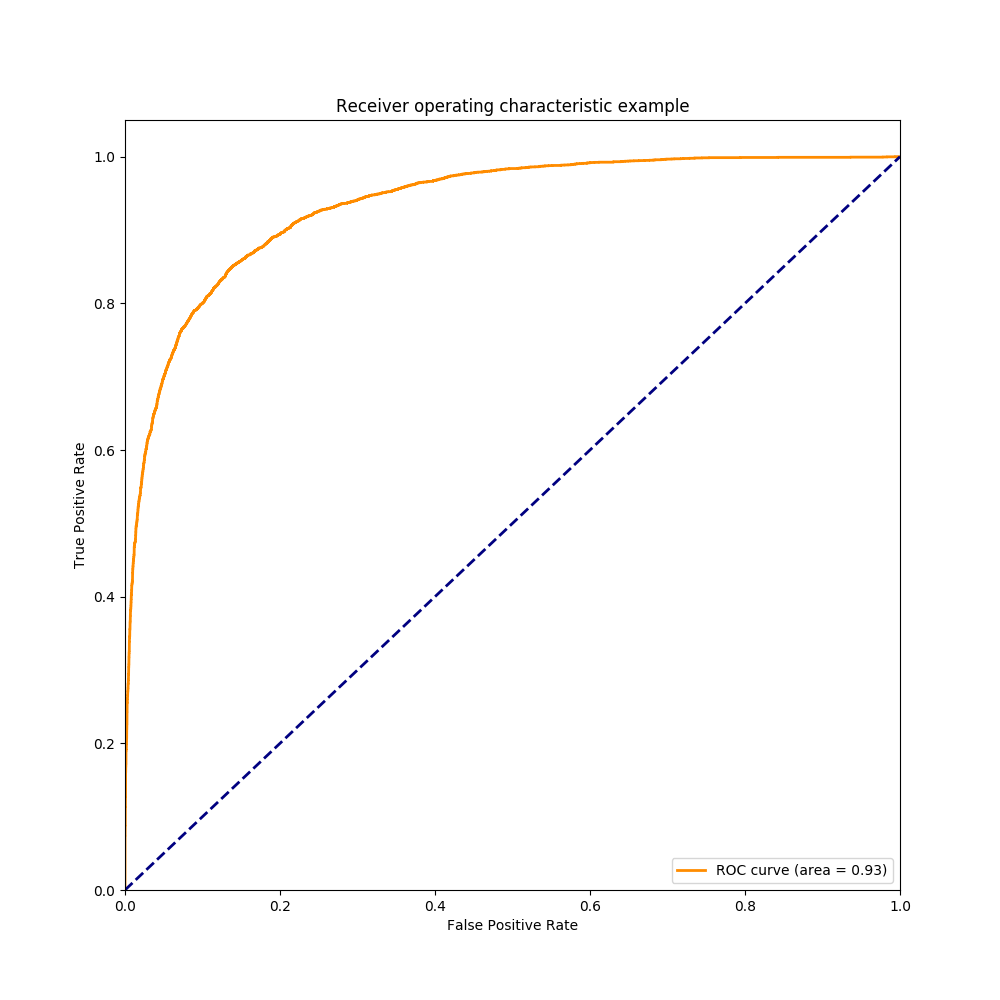 Receiver operating characteristic example
True Positive Rate
1.0
0.8
0.6
0.4
0.2
0.0
ROC curve (area = 0.93)
0.0 0.2 0.4 0.6 0.8 1.0
False Positive Rate